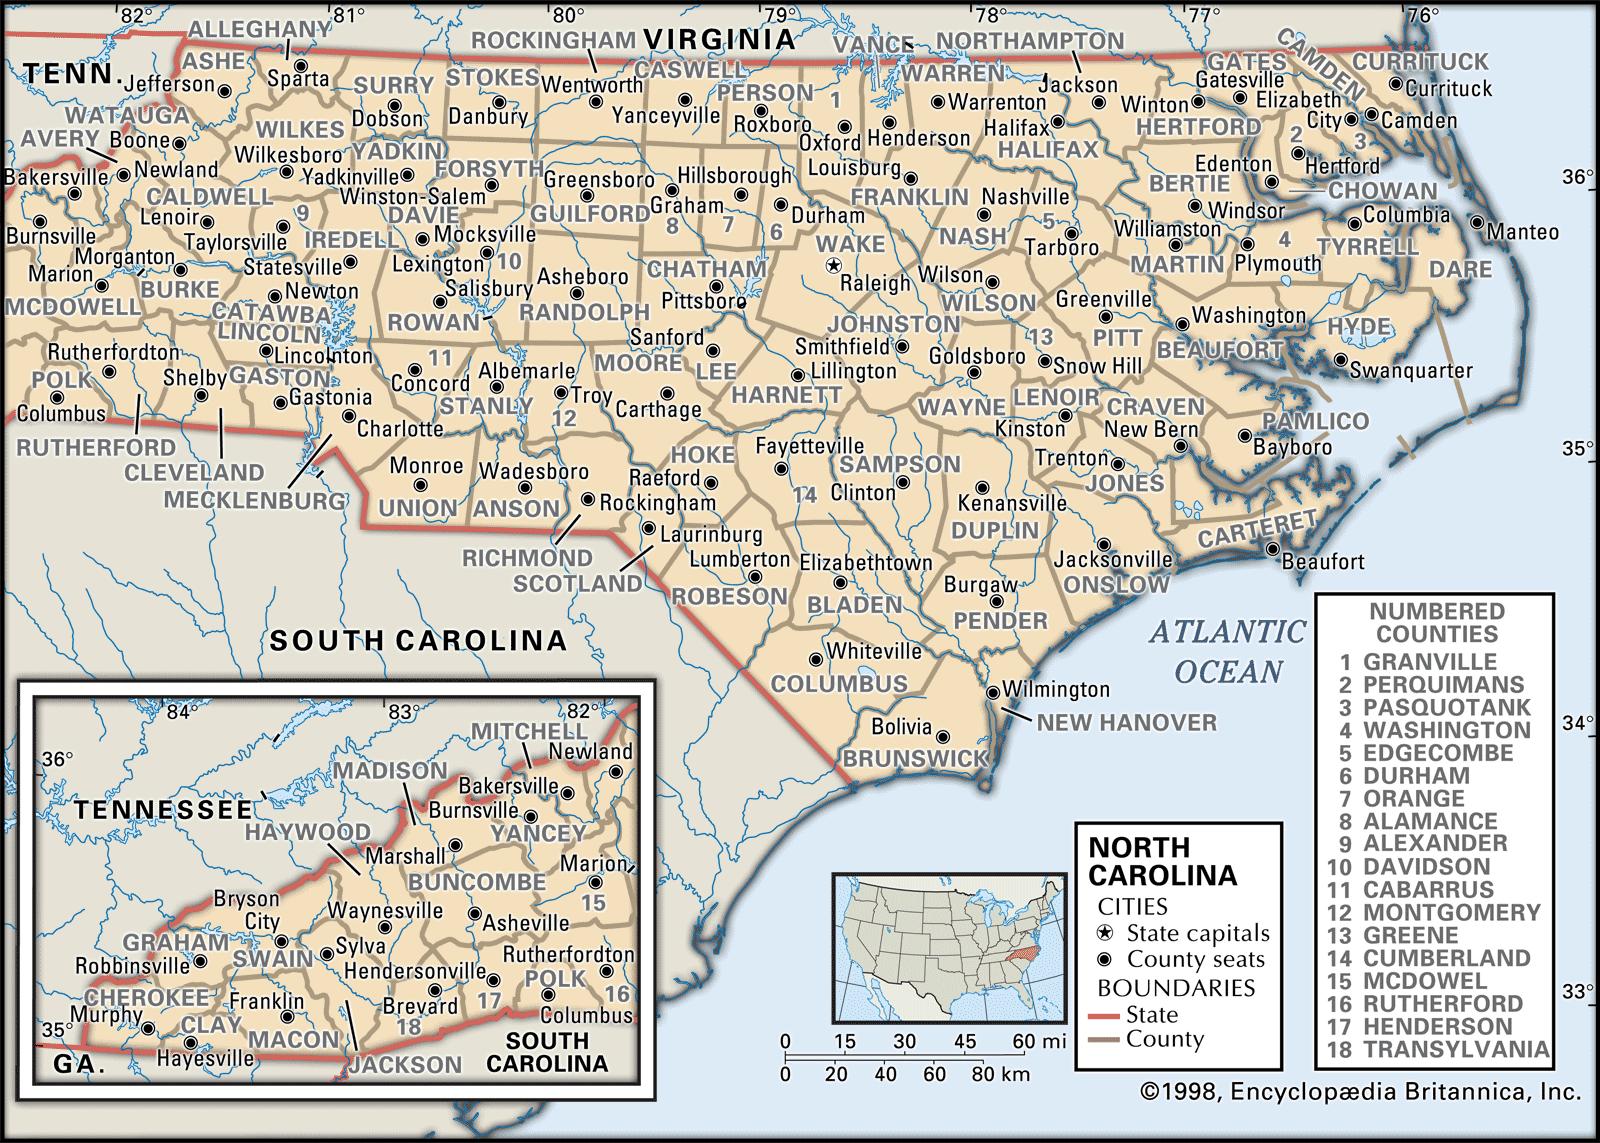 82°
81°
80°
79°
78°
77°
76°
ALLEGHANY
ROCKINGHAM
VIRGINIA
VANCE
NORTHAMPTON
CAMDEN
TENN.
ASHE
Jefferson
Sparta
SURRY
STOKES
Wentworth
CASWELL
PERSON
1
WARREN
Jackson
GATES
Gatesville
CURRITUCK
Currituck
WATAUGA
Dobson
Danbury
Yanceyville
Roxboro
Warrenton
Winton
Elizabeth
City
Camden
AVERY
Boone
WILKES
Wilkesboro
YADKIN
Yadkinville
FORSYTH
Oxford
Henderson
Halifax
HALIFAX
HERTFORD
2
3
Bakersville
Newland
Winston-Salem
Greensboro
Hillsborough
Louisburg
Edenton
Hertford
36°
CALDWELL
Lenoir
9
DAVIE
GUILFORD
Graham
Durham
FRANKLIN
Nashville
BERTIE
CHOWAN
Windsor
Columbia
Burnsville
Taylorsville
IREDELL
Mocksville
8
7
6
WAKE
NASH
5
Tarboro
Williamston
4
TYRRELL
Manteo
Morganton
Marion
Statesville
Lexington
10
CHATHAM
Raleigh
Wilson
MARTIN
Plymouth
DARE
BURKE
Newton
Salisbury
Asheboro
Pittsboro
WILSON
Greenville
MCDOWELL
CATAWBA
ROWAN
RANDOLPH
JOHNSTON
PITT
Washington
HYDE
LINCOLN
Lincolnton
Sanford
Smithfield
Goldsboro
13
Snow Hill
BEAUFORT
Swanquarter
Rutherfordton
11
MOORE
LEE
Lillington
POLK
Shelby
GASTON
Concord
Albemarle
Troy
HARNETT
WAYNE
LENOIR
CRAVEN
PAMLICO
Columbus
Gastonia
STANLY
12
Carthage
Kinston
New Bern
Bayboro
Charlotte
RUTHERFORD
CLEVELAND
MECKLENBURG
Monroe
Wadesboro
HOKE
Fayetteville
SAMPSON
Trenton
35°
Raeford
Clinton
JONES
UNION
ANSON
Rockingham
14
Kenansville
DUPLIN
CARTERET
RICHMOND
SCOTLAND
Laurinburg
Lumberton
Elizabethtown
Jacksonville
Beaufort
ROBESON
BLADEN
Burgaw
ONSLOW
PENDER
SOUTH CAROLINA
ATLANTIC
OCEAN
Whiteville
COLUMBUS
Wilmington
NEW HANOVER
Bolivia
BRUNSWICK
34°
33°
NUMBERED
COUNTIES
1 GRANVILLE
2 PERQUIMANS
3 PASQUOTANK
4 WASHINGTON
5 EDGECOMBE
6 DURHAM
7 ORANGE
8 ALAMANCE
9 ALEXANDER
10 DAVIDSON
11 CABARRUS
12 MONTGOMERY
13 GREENE
14 CUMBERLAND
15 MCDOWEL
16 RUTHERFORD
17 HENDERSON
18 TRANSYLVANIA
84°
83°
82°
36°
35°
MITCHELL
Newland
MADISON
Bakersville
TENNESSEE
Burnsville
HAYWOOD
YANCEY
Marshall
Marion
BUNCOMBE
15
Bryson
City
Waynesville
Asheville
GRAHAM
SWAIN
Sylva
Rutherfordton
Robbinsville
Hendersonville
POLK
CHEROKEE
Franklin
Brevard
17
16
Murphy
CLAY
MACON
18
Columbus
Hayesville
JACKSON
SOUTH
CAROLINA
GA.
NORTH
CAROLINA
CITIES
State capitals
County seats
BOUNDARIES
State
County
0 15 30 45 60 mi
0 20 40 60 80 km
©1998, Encyclopædia Britannica, Inc.